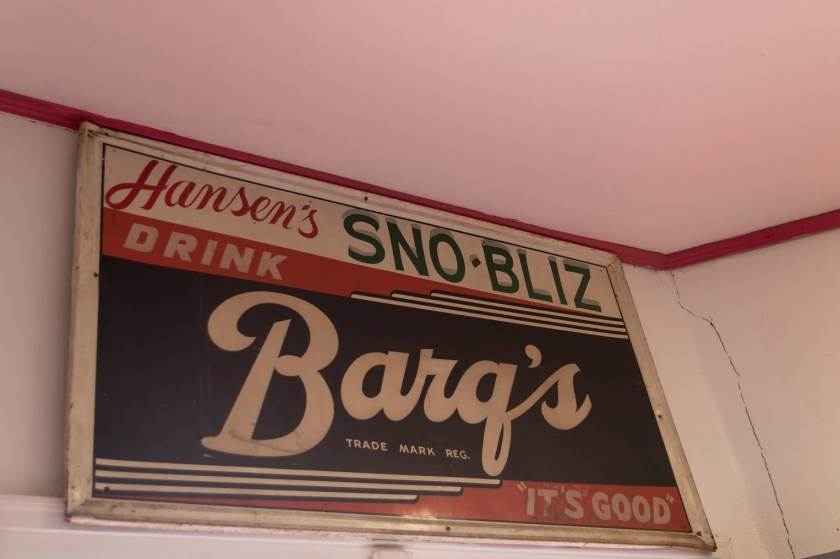 Hansen's SNO·BLIZ
DRINK
Barq's
TRADE MARK REG.
"IT'S GOOD"